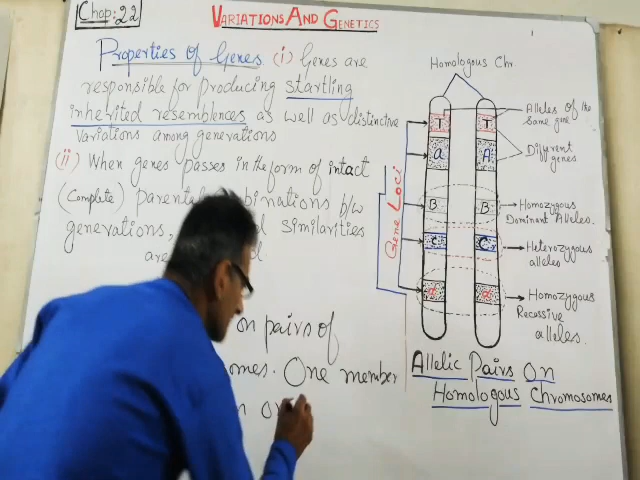 Chap: 22
VARIATIONS AND GENETICS
Properties of Genes (i) Genes are
responsible for producing startling
inherited resemblences as well as distinctive
variations among generations
(ii) When genes passes in the form of intact
(Complete) parental combinations b/w
generations, similarities
are
on pairs of
One member
Homologous Chr
Alleles of the
same gene
Different
genes
Homozygous
Dominant Alleles.
Heterozygous
alleles
Homozygous
Recessive
alleles.
Gene Loci
T T
a A
B B
c C
d d
Allelic Pairs On
Homologous Chromosomes